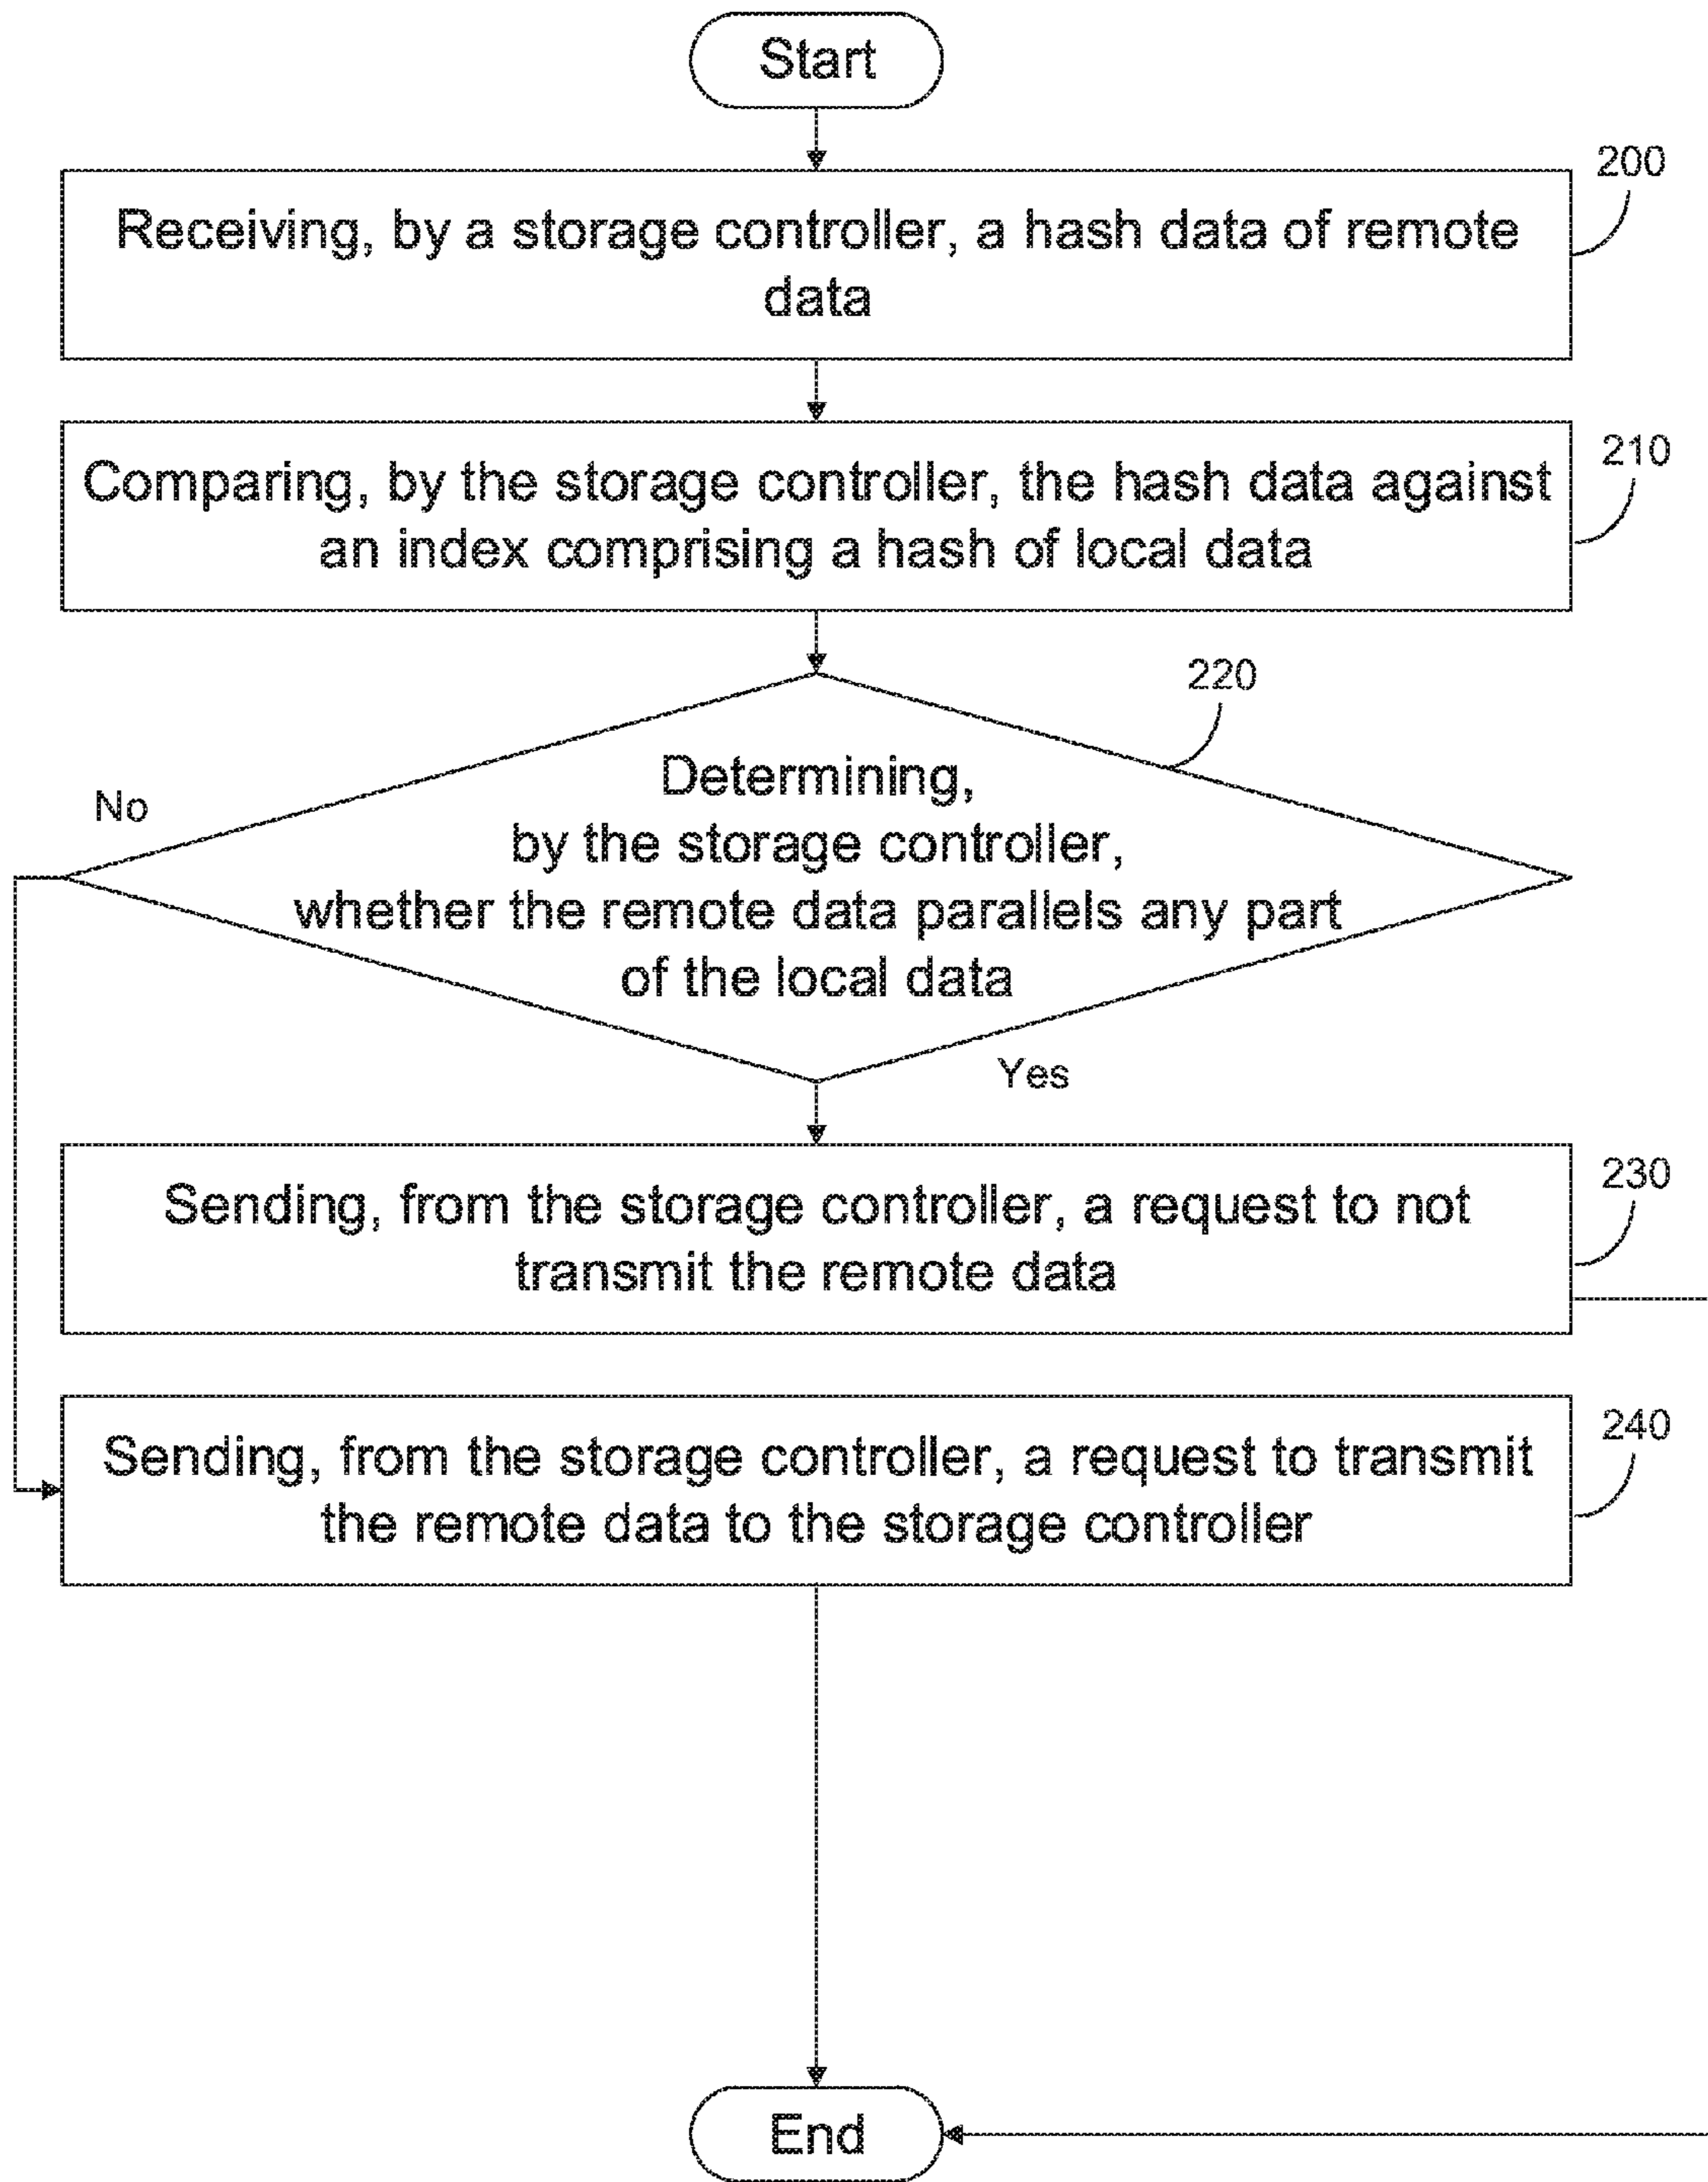 Start
200
Receiving, by a storage controller, a hash data of remote
data
210
Comparing, by the storage controller, the hash data against
an index comprising a hash of local data
220
No
Determining,
by the storage controller,
whether the remote data parallels any part
of the local data
Yes
230
Sending, from the storage controller, a request to not
transmit the remote data
240
Sending, from the storage controller, a request to transmit
the remote data to the storage controller
End